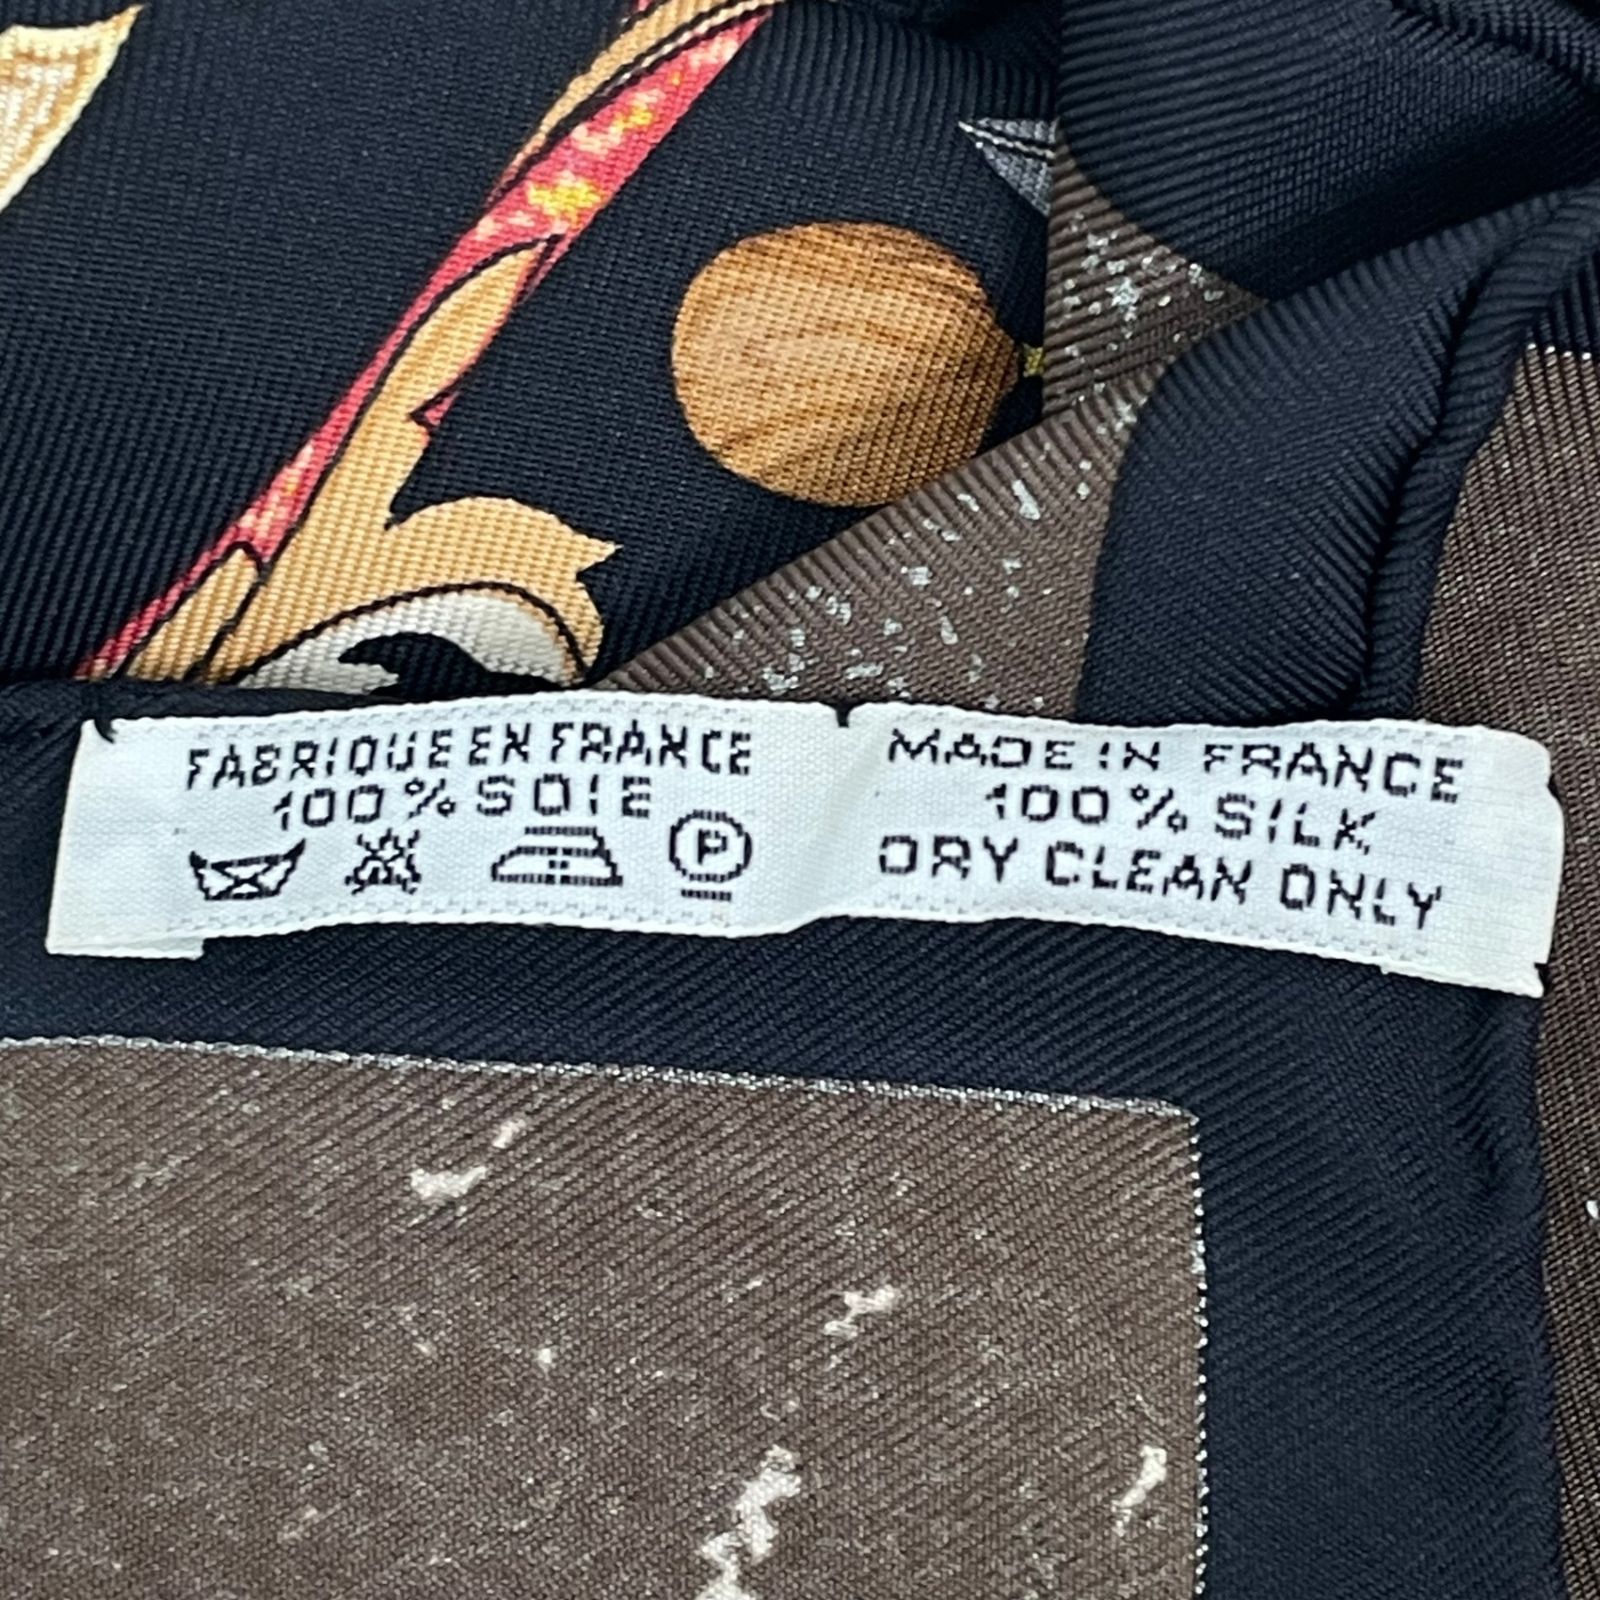 FABRIQUE EN FRANCE
100% SOIE
P
MADE IN FRANCE
100% SILK
DRY CLEAN ONLY